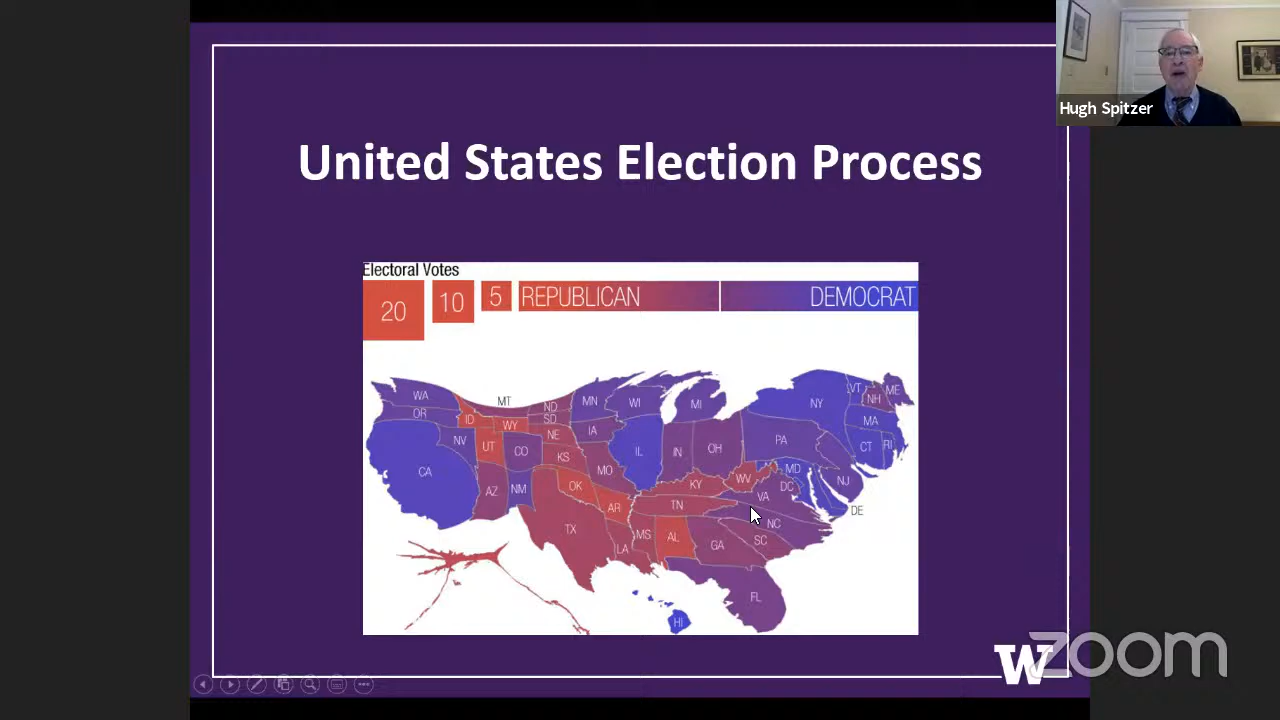 Hugh Spitzer
United States Election Process
Electoral Votes
20 10 5 REPUBLICAN DEMOCRAT
WA MT ND MN WI MI NY VT NH ME
OR ID WY SD IA MA
NV UT CO NE IL IN OH PA CT RI
CA KS MO WV MD NJ
AZ NM OK KY VA DC DE
TX AR TN NC
LA MS AL GA SC
FL
HI
W
zoom